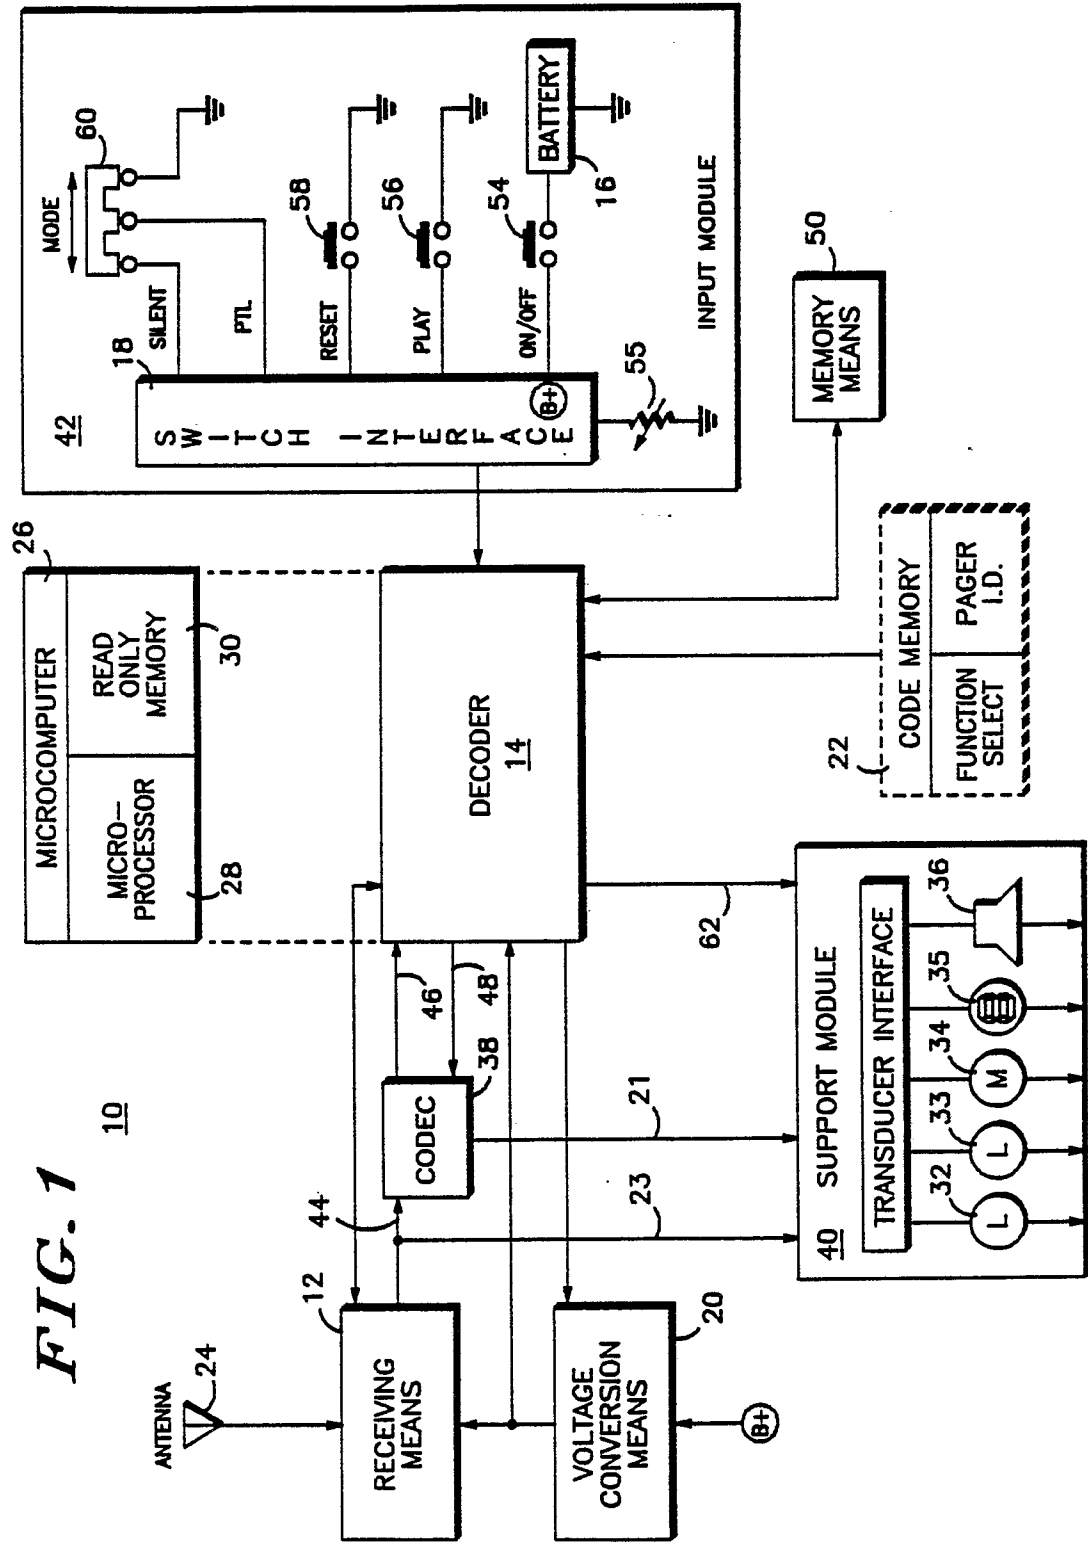 FIG. 1
10
ANTENNA
24
RECEIVING
MEANS
12
44
CODEC
38
46
48
VOLTAGE
CONVERSION
MEANS
20
B+
23
21
62
MICROCOMPUTER
26
MICRO-
PROCESSOR
28
READ
ONLY
MEMORY
30
DECODER
14
42
SWITCH INTERFACE
18
B+
SILENT
PTL
RESET
PLAY
ON/OFF
MODE
60
58
56
54
55
BATTERY
16
INPUT MODULE
SUPPORT MODULE
40
TRANSDUCER INTERFACE
L
32
L
33
M
34
35
36
22
CODE MEMORY
FUNCTION
SELECT
PAGER
I.D.
MEMORY
MEANS
50